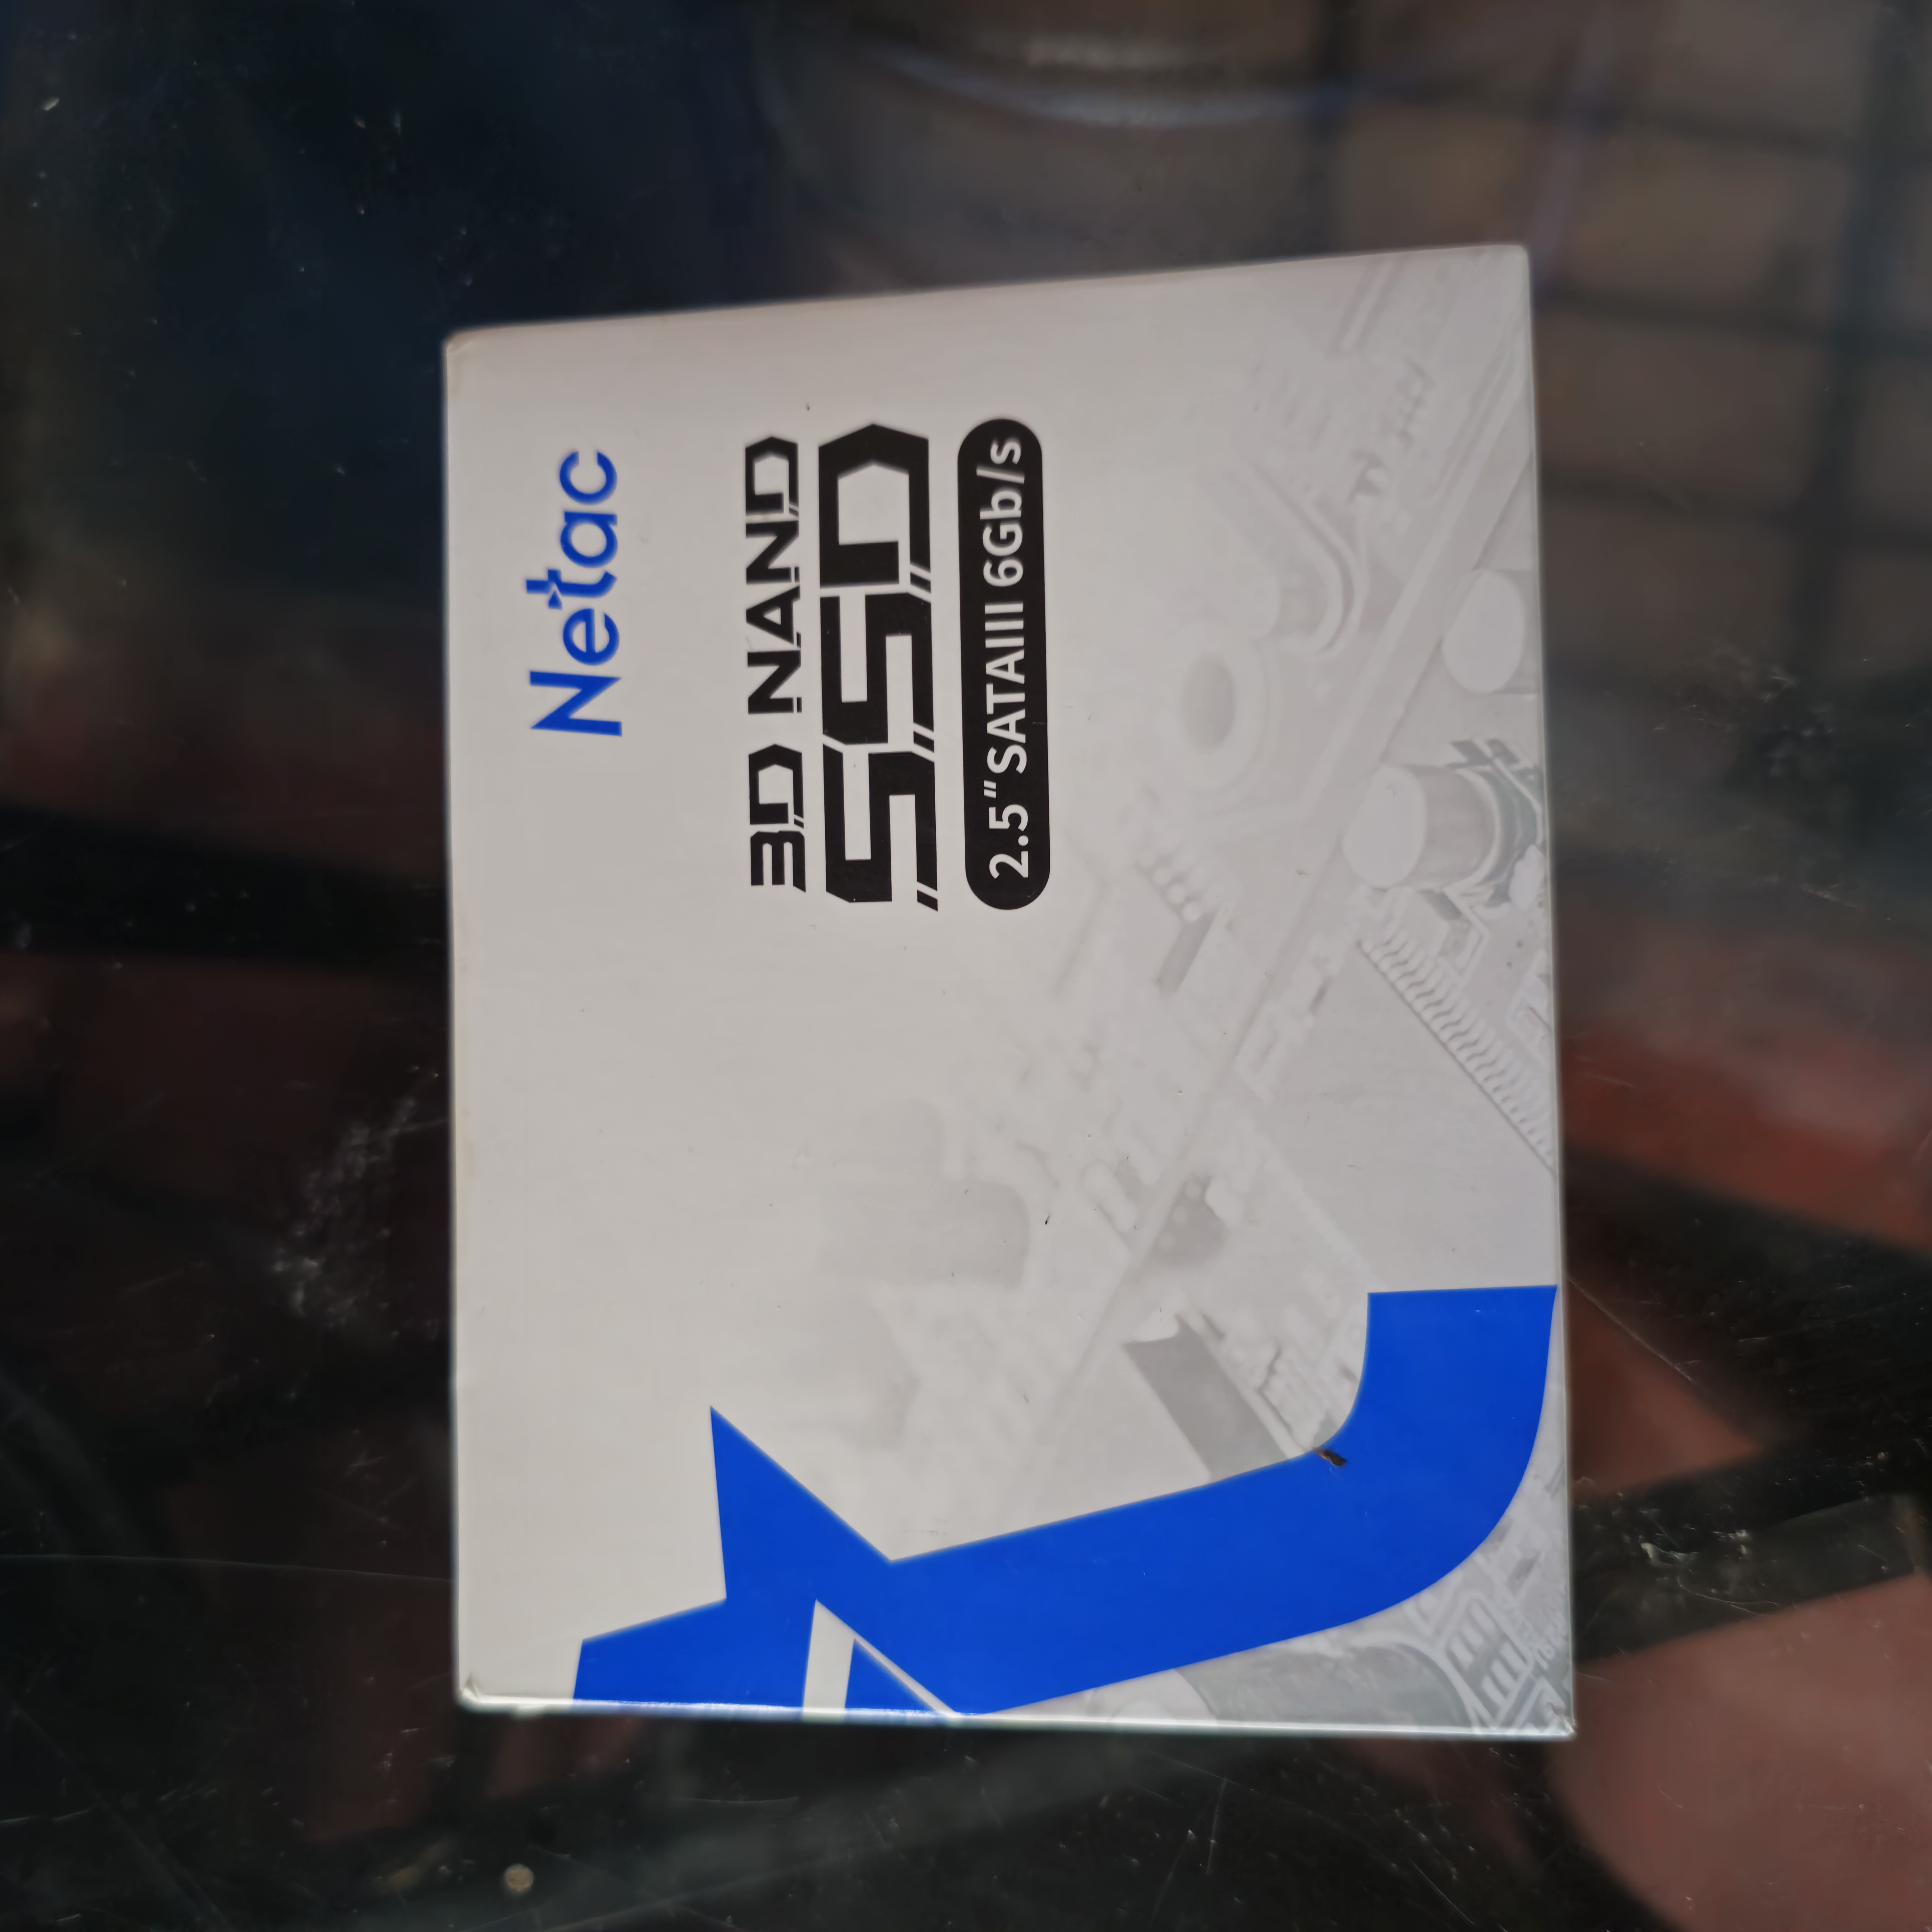 Netac
3D NAND
SSD
2.5"SATAIII 6Gb/s